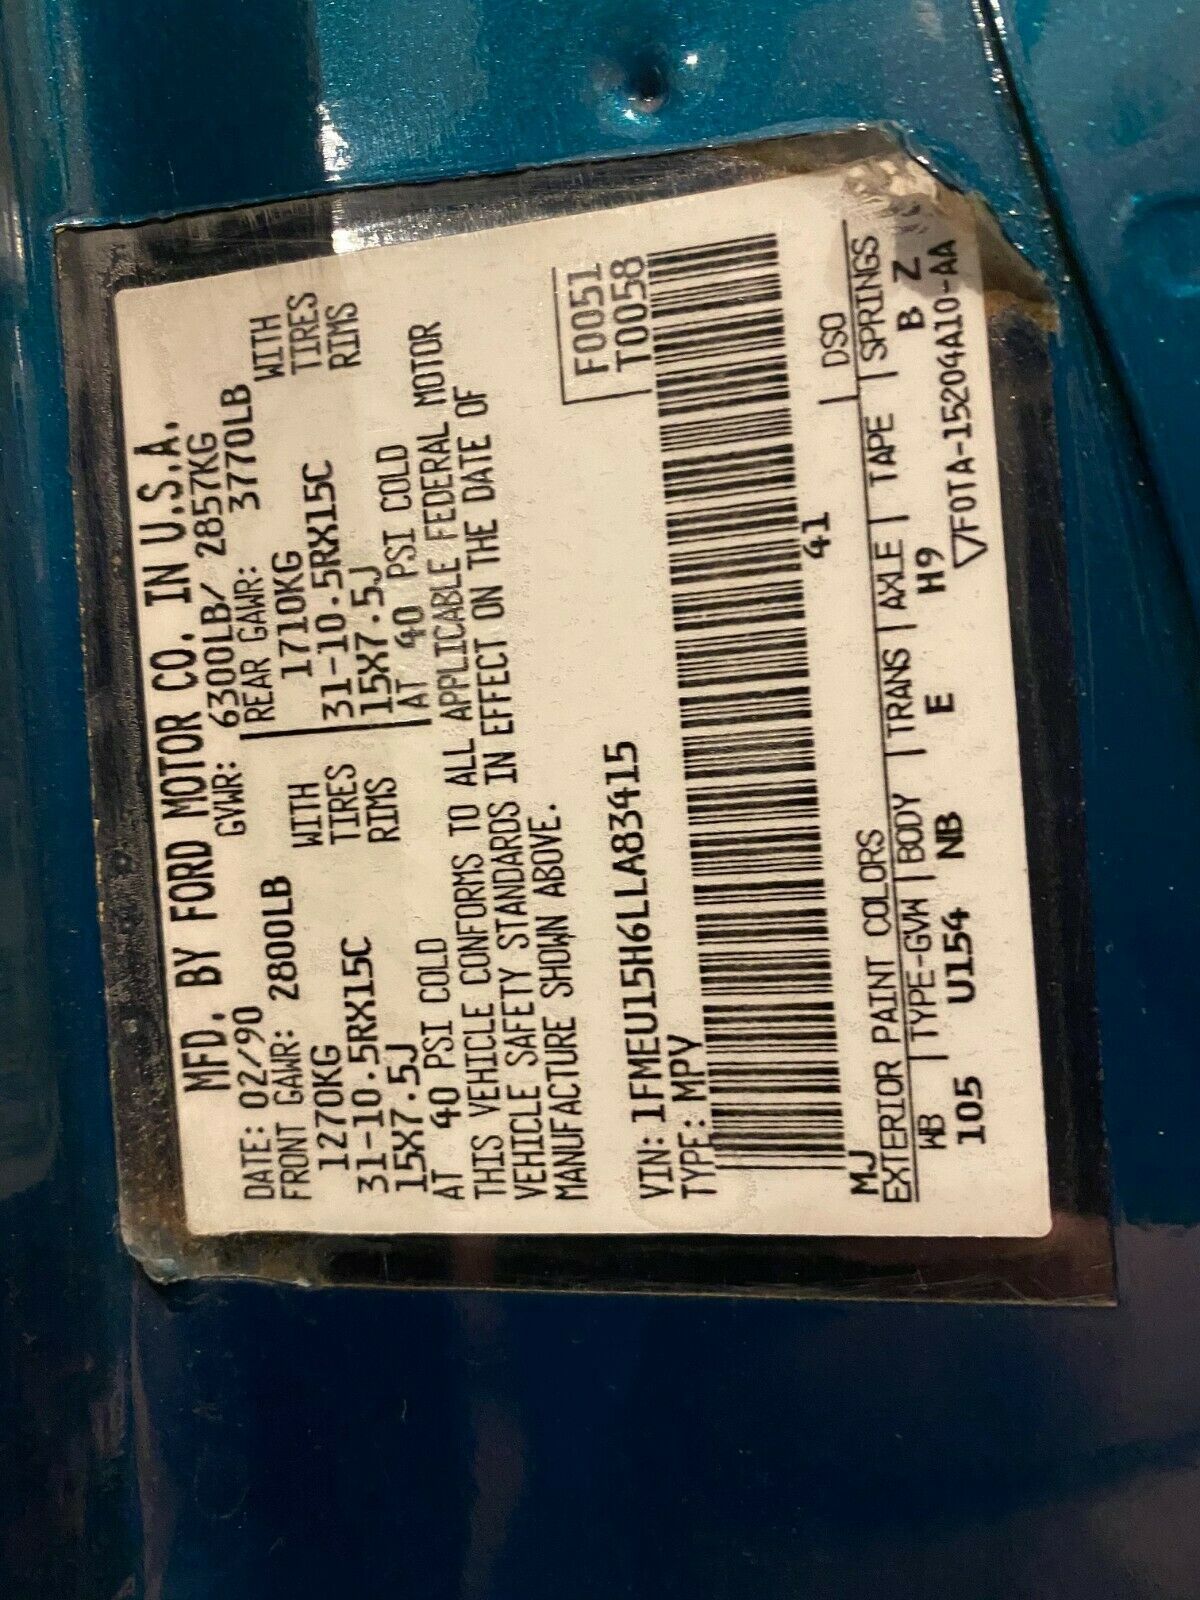 MFD. BY FORD MOTOR CO. IN U.S.A.
DATE: 02/90 GVWR: 6300LB/ 2857KG
FRONT GAWR: 2800LB REAR GAWR: 3770LB
1270KG WITH 1710KG WITH
31-10.5RX15C TIRES 31-10.5RX15C TIRES
15X7.5J RIMS 15X7.5J RIMS
AT 40 PSI COLD AT 40 PSI COLD
THIS VEHICLE CONFORMS TO ALL APPLICABLE FEDERAL MOTOR
VEHICLE SAFETY STANDARDS IN EFFECT ON THE DATE OF
MANUFACTURE SHOWN ABOVE.
F0051
T0058
VIN: 1FMEU15H6LLA83415
TYPE: MPV
41
MJ
EXTERIOR PAINT COLORS DSO
WB TYPE-GVW BODY TRANS AXLE TAPE SPRINGS
105 U154 NB E H9 B Z
▽F0TA-15204A10-AA